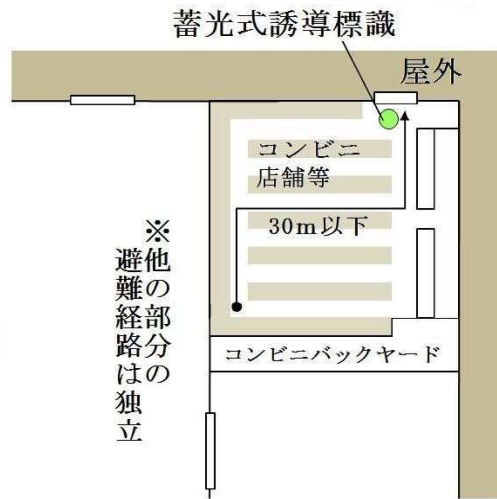 蓄光式誘導標識
屋外
コンビニ
店舗等
30m以下
※他の部分の
避難経路は独立
コンビニバックヤード